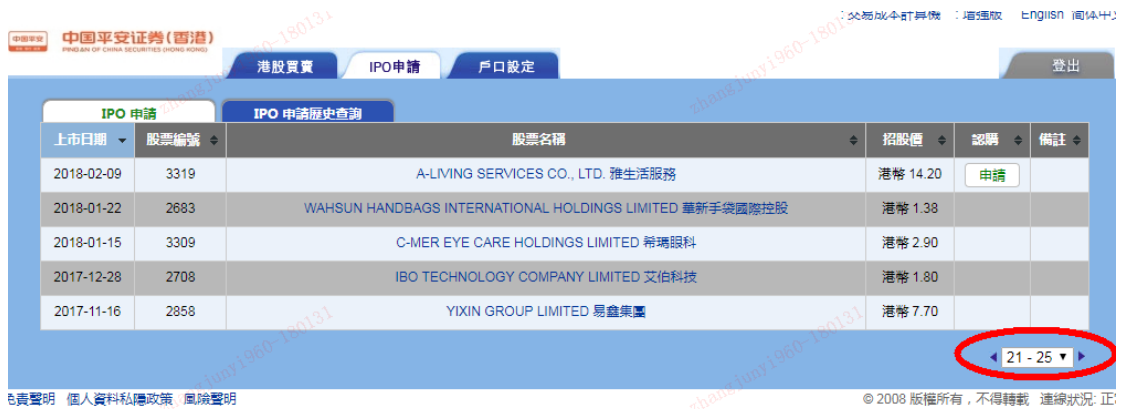 交易成本計算機 增強版 English 简体中文
中国平安 中国平安证券(香港)
PING AN OF CHINA SECURITIES (HONG KONG)
港股買賣 IPO申請 戶口設定 登出
IPO 申請 IPO 申請歷史查詢
上市日期 股票編號 股票名稱 招股價 認購 備註
2018-02-09 3319 A-LIVING SERVICES CO., LTD. 雅生活服務 港幣 14.20 申請
2018-01-22 2683 WAHSUN HANDBAGS INTERNATIONAL HOLDINGS LIMITED 華新手袋國際控股 港幣 1.38
2018-01-15 3309 C-MER EYE CARE HOLDINGS LIMITED 希瑪眼科 港幣 2.90
2017-12-28 2708 IBO TECHNOLOGY COMPANY LIMITED 艾伯科技 港幣 1.80
2017-11-16 2858 YIXIN GROUP LIMITED 易鑫集團 港幣 7.70
21 - 25
免責聲明 個人資料私隱政策 風險聲明 © 2008 版權所有，不得轉載 連線狀況: 正
zhangjunyi960-180131